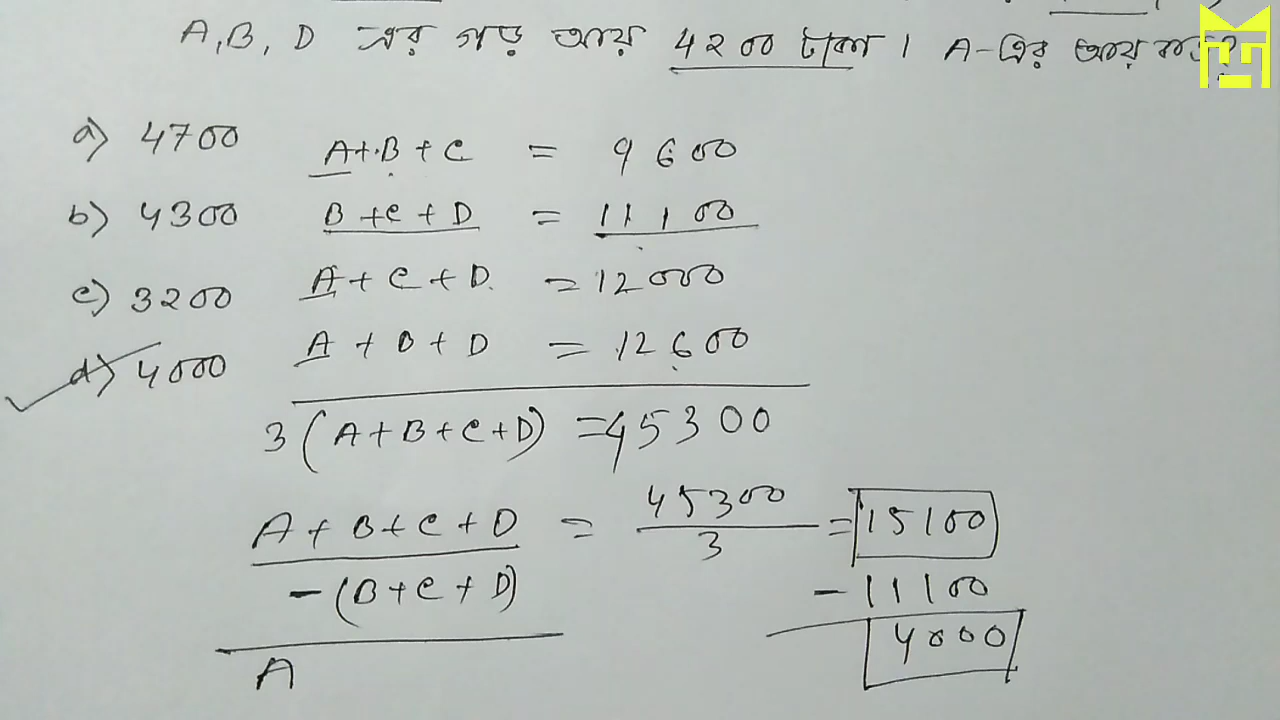 A, B, D এর গড় আয় 4২00 টাকা। A-এর আয় কত?
a) 4700
A+B+C = 9600
b) 4300
B+C+D = 11100
c) 3200
A+C+D = 12000
d) 4000
A+B+D = 12600
3(A+B+C+D) = 45300
A+B+C+D = 45300/3 = 15100
-(B+C+D) - 11100
A 4000